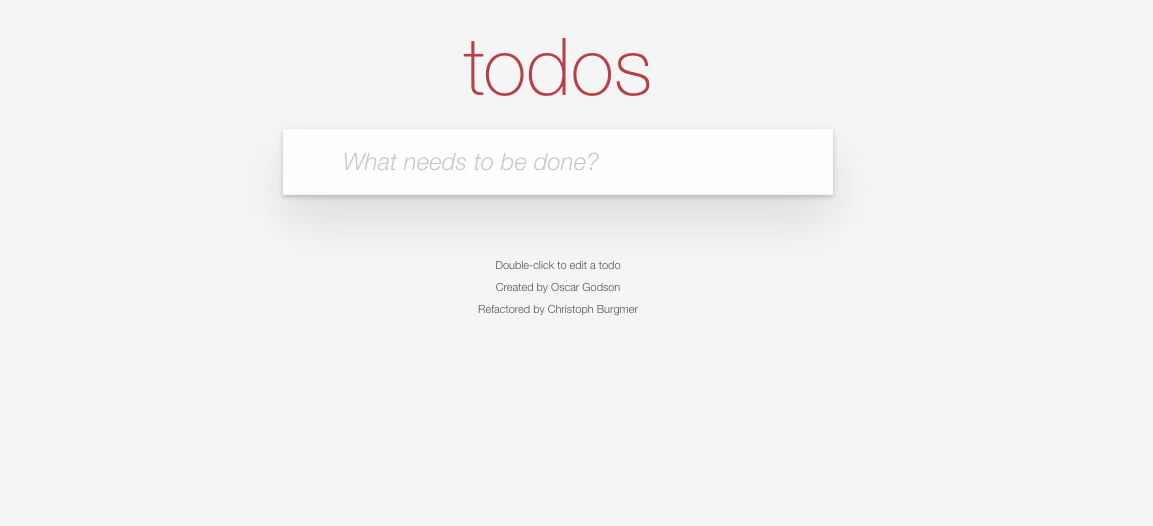 todos
What needs to be done?
Double-click to edit a todo
Created by Oscar Godson
Refactored by Christoph Burgmer